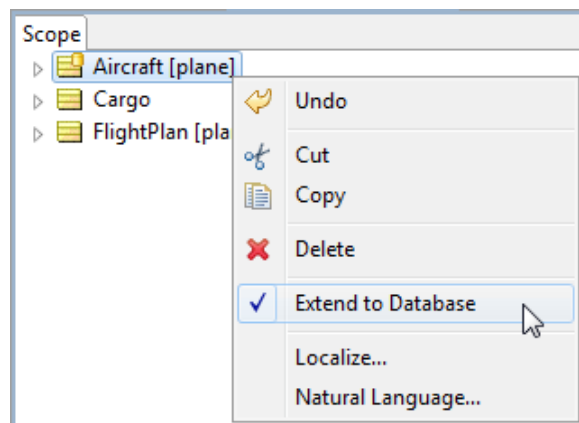 Scope
Aircraft [plane]
Cargo
FlightPlan [pla
Undo
Cut
Copy
Delete
Extend to Database
Localize...
Natural Language...